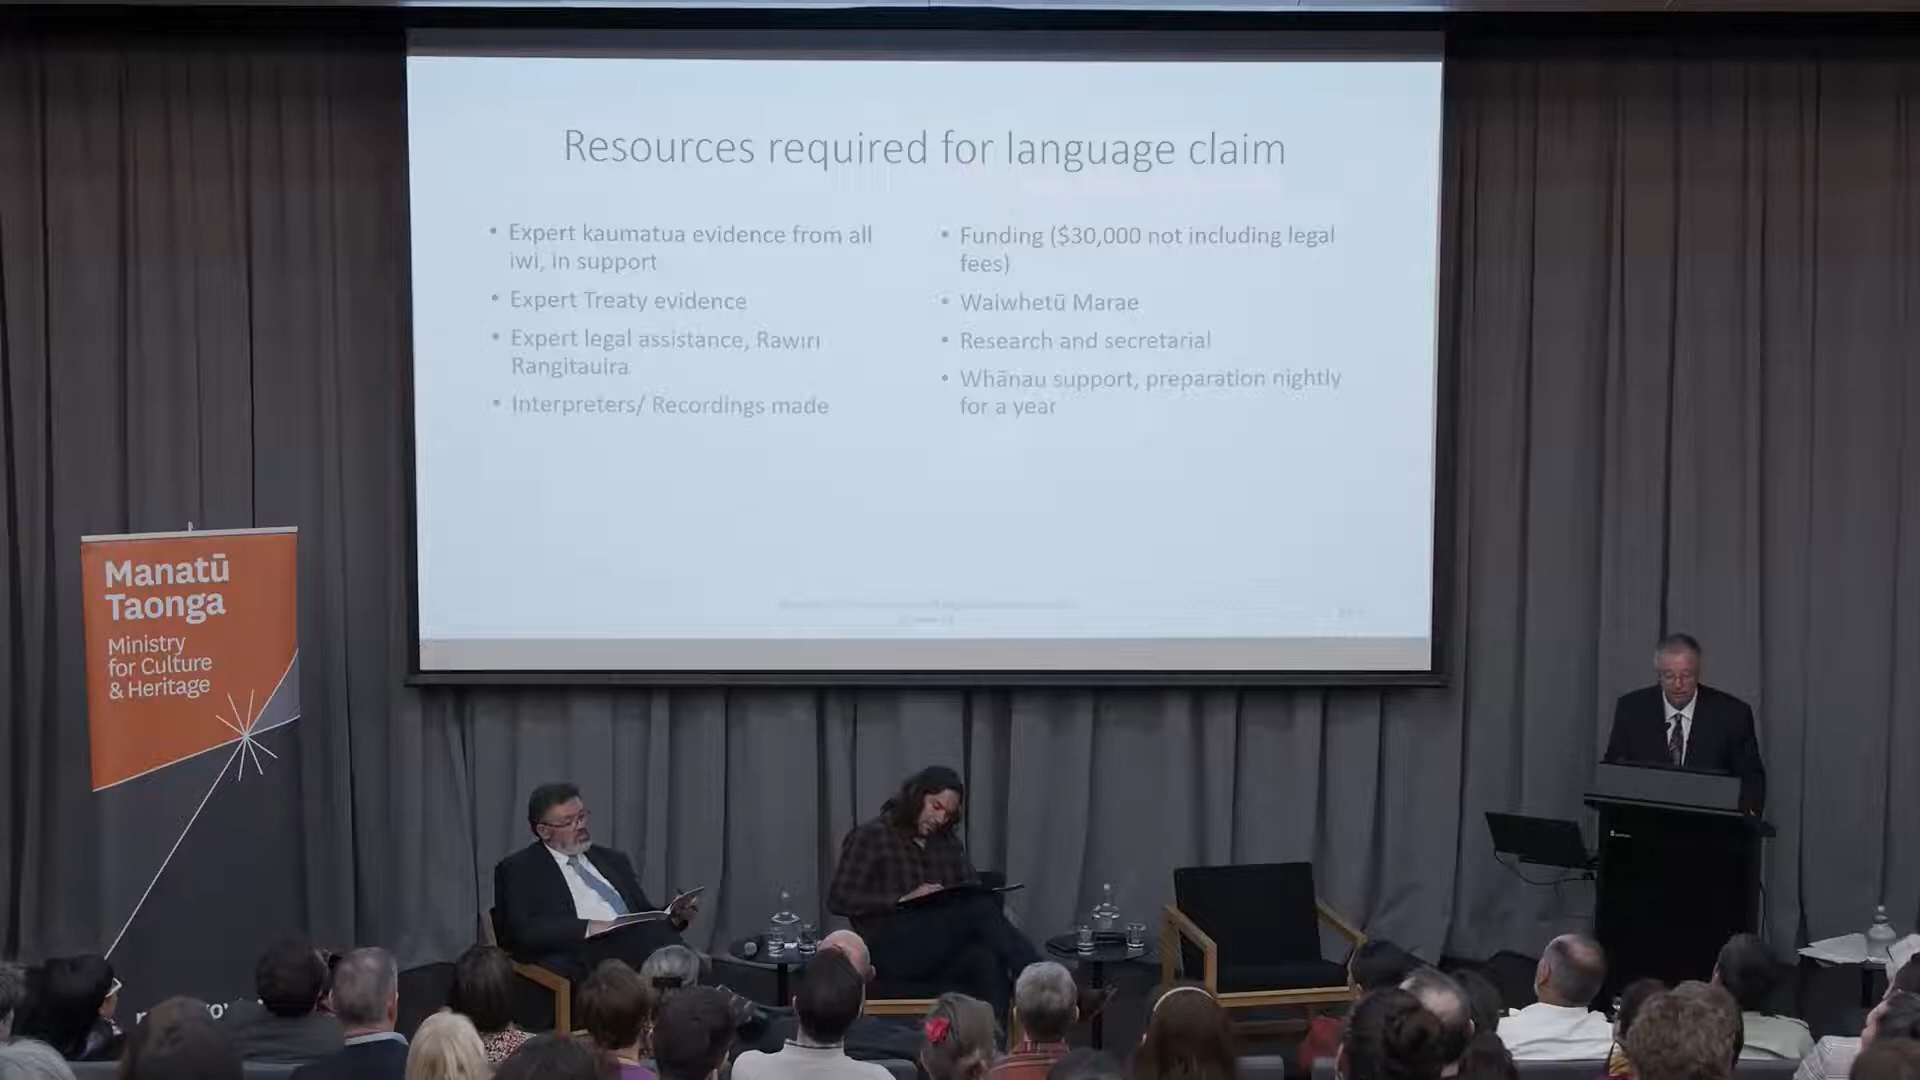 Resources required for language claim
• Expert kaumatua evidence from all
iwi, in support
• Expert Treaty evidence
• Expert legal assistance, Rawiri
Rangitauira
• Interpreters/ Recordings made
• Funding ($30,000 not including legal
fees)
• Waiwhetū Marae
• Research and secretarial
• Whānau support, preparation nightly
for a year
Manatū
Taonga
Ministry
for Culture
& Heritage